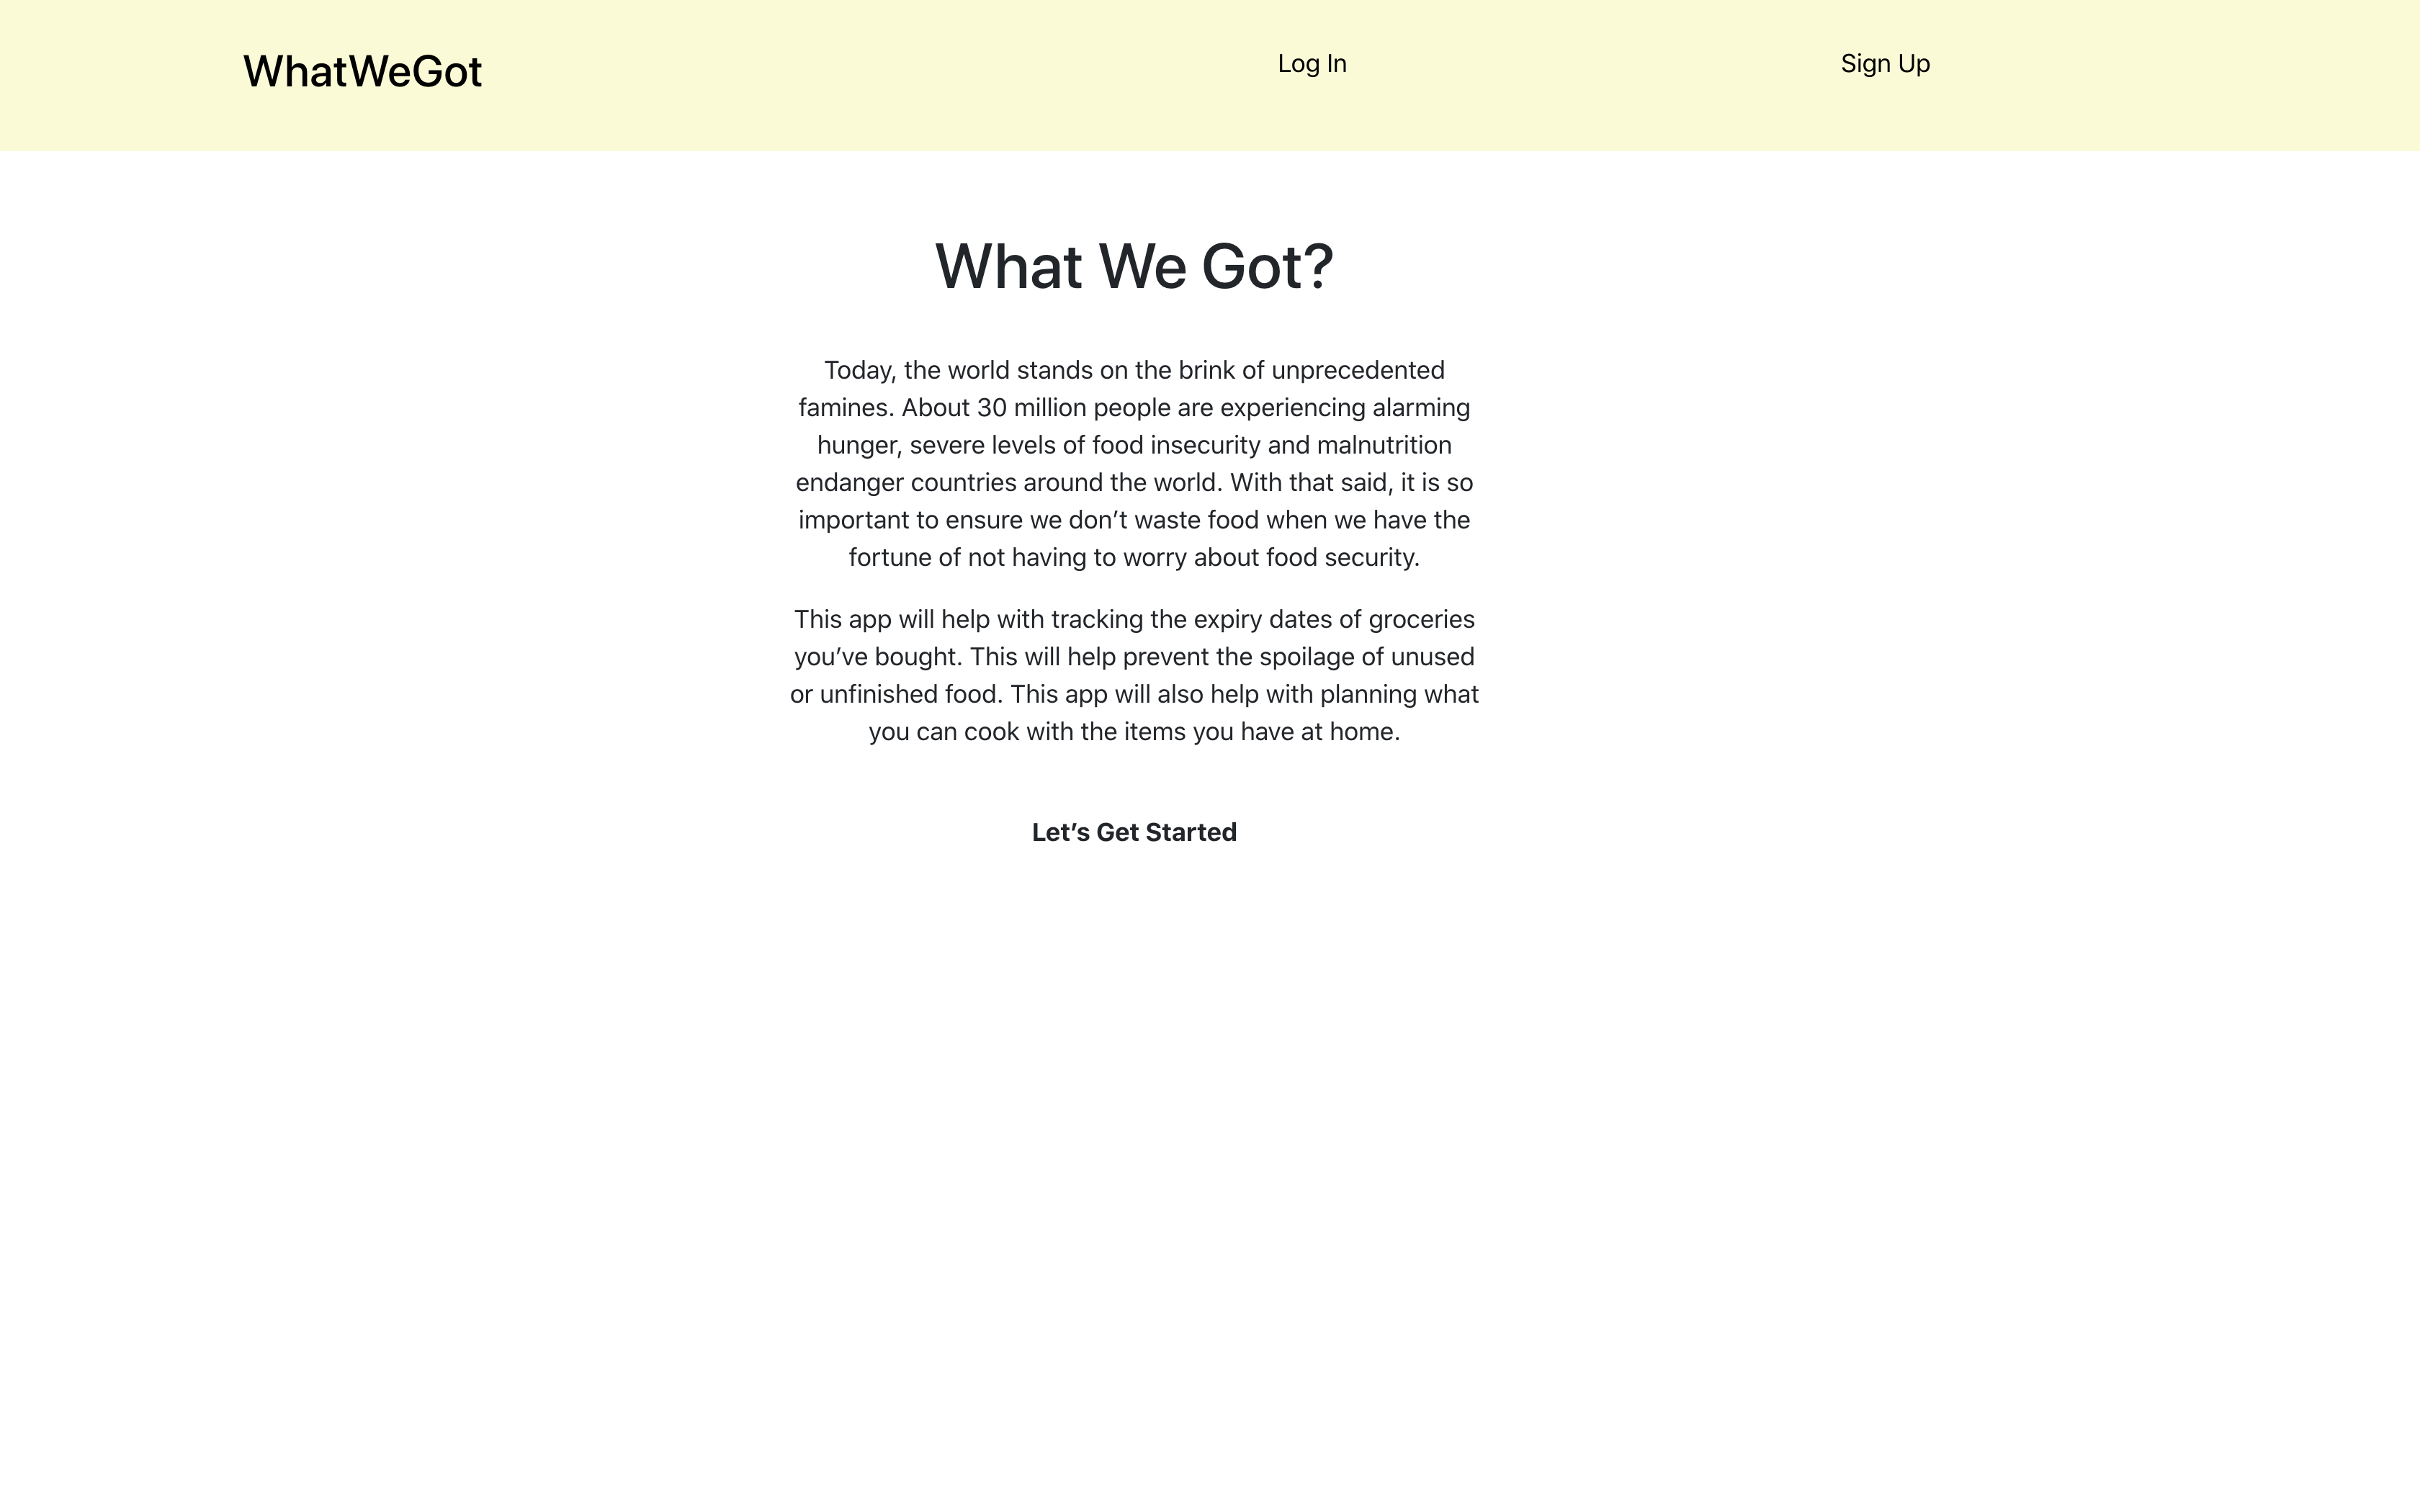 WhatWeGot
Log In
Sign Up
What We Got?
Today, the world stands on the brink of unprecedented
famines. About 30 million people are experiencing alarming
hunger, severe levels of food insecurity and malnutrition
endanger countries around the world. With that said, it is so
important to ensure we don’t waste food when we have the
fortune of not having to worry about food security.
This app will help with tracking the expiry dates of groceries
you’ve bought. This will help prevent the spoilage of unused
or unfinished food. This app will also help with planning what
you can cook with the items you have at home.
Let’s Get Started